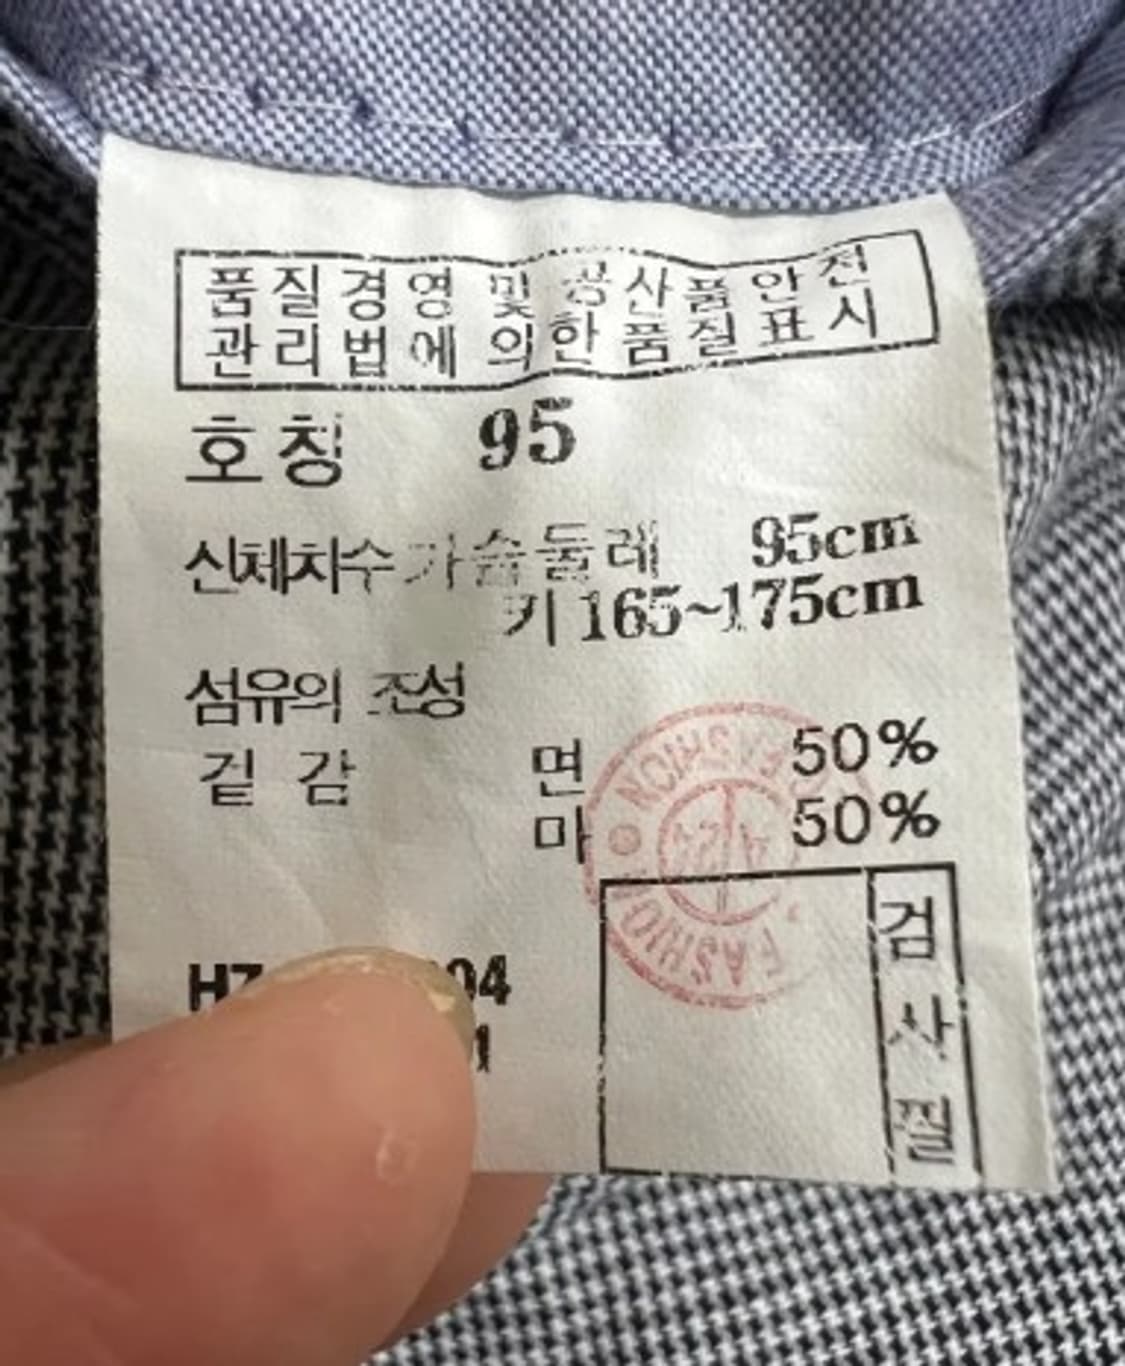 품질경영 및 공산품안전
관리법에 의한 품질표시
호칭 95
신체치수 가슴둘레 95cm
키 165~175cm
섬유의 조성
겉감 면 50%
마 50%
검사필
FASHION
FASHION